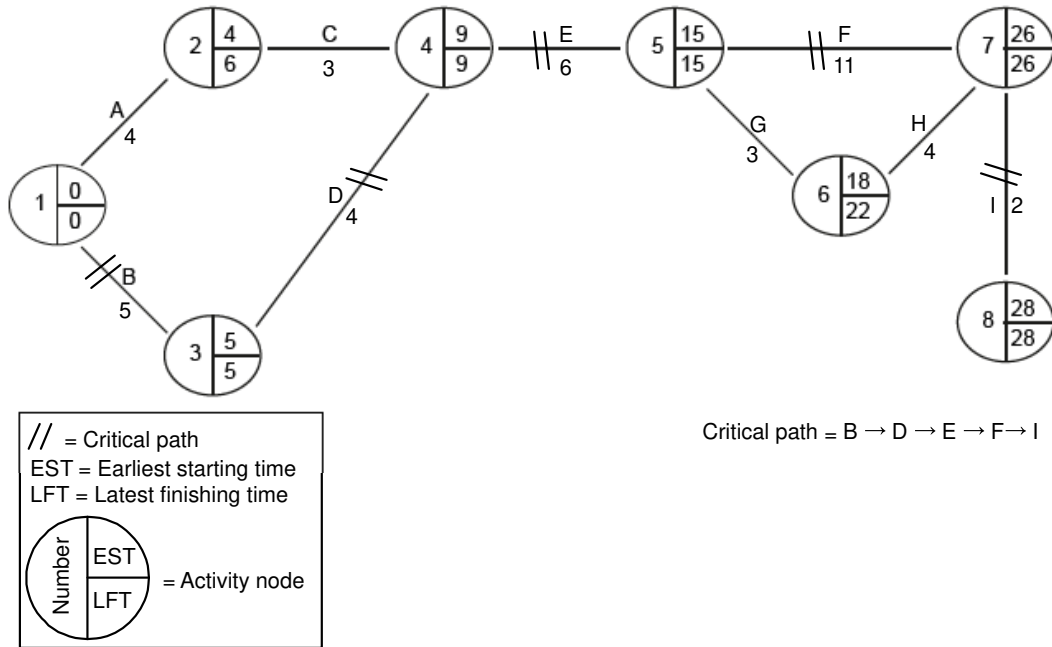 2
4
6
C
3
4
9
9
E
6
5
15
15
F
11
7
26
26
A
4
1
0
0
B
5
D
4
3
5
5
G
3
H
4
6
18
22
I 2
8
28
28
// = Critical path
EST = Earliest starting time
LFT = Latest finishing time
Number
EST
LFT
= Activity node
Critical path = B → D → E → F → I